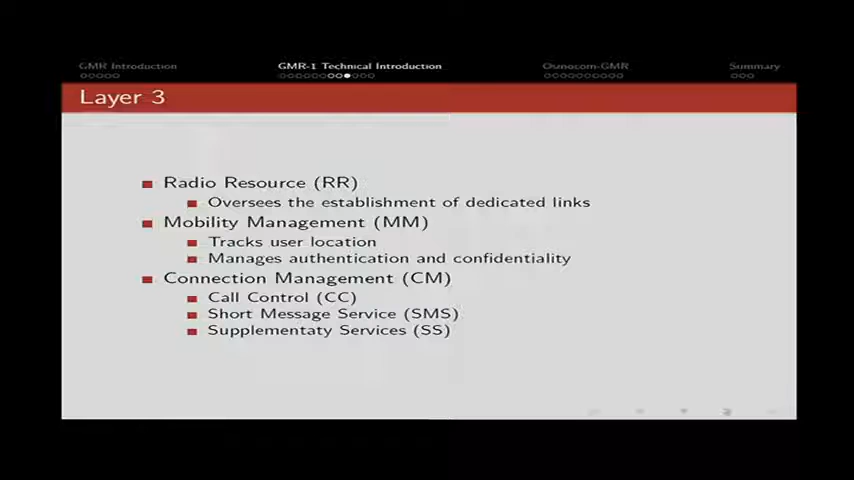 GMR Introduction
GMR-1 Technical Introduction
Osmocom-GMR
Summary
Layer 3
Radio Resource (RR)
Oversees the establishment of dedicated links
Mobility Management (MM)
Tracks user location
Manages authentication and confidentiality
Connection Management (CM)
Call Control (CC)
Short Message Service (SMS)
Supplementaty Services (SS)